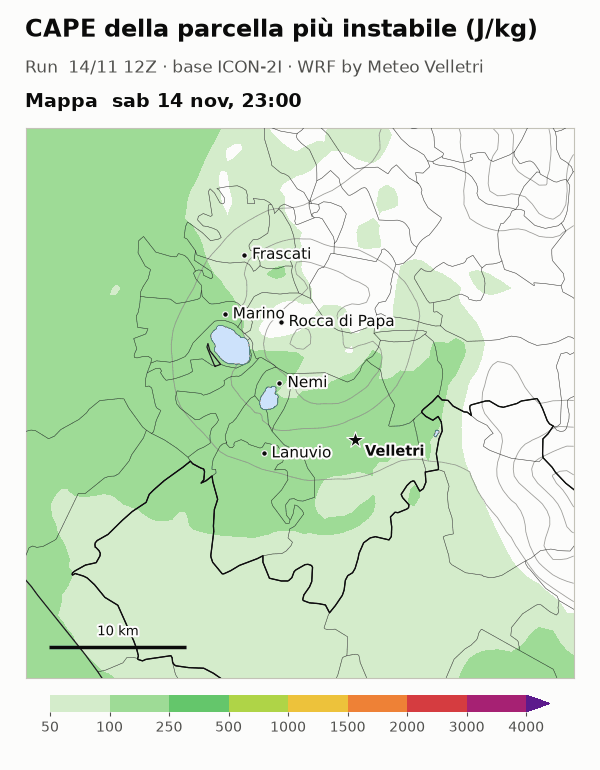 CAPE della parcella più instabile (J/kg)
Run  14/11 12Z · base ICON-2I · WRF by Meteo Velletri
Mappa  sab 14 nov, 23:00
Frascati
Marino
Rocca di Papa
Nemi
Velletri
Lanuvio
10 km
50 100 250 500 1000 1500 2000 3000 4000